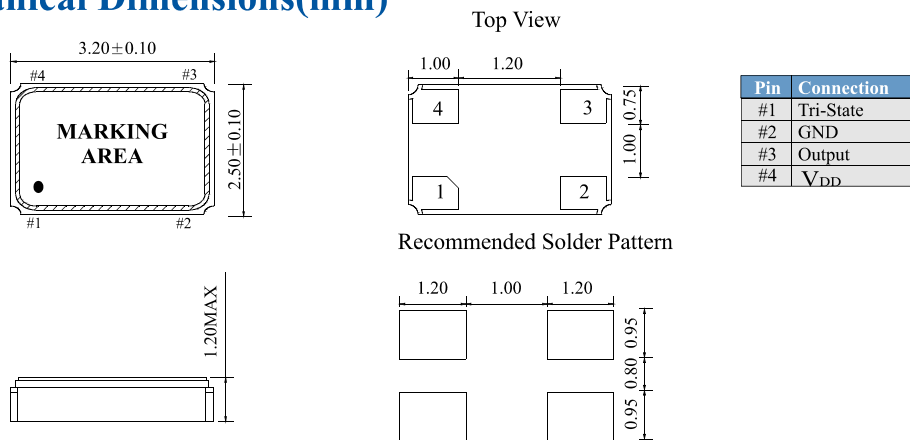 Dimensions(mm)
Top View
3.20±0.10
#4
#3
MARKING
AREA
#1
#2
2.50±0.10
1.00
1.20
4
3
1
2
0.75
1.00
Pin Connection
#1 Tri-State
#2 GND
#3 Output
#4 VDD
Recommended Solder Pattern
1.20MAX
1.20
1.00
1.20
0.95
0.80
0.95